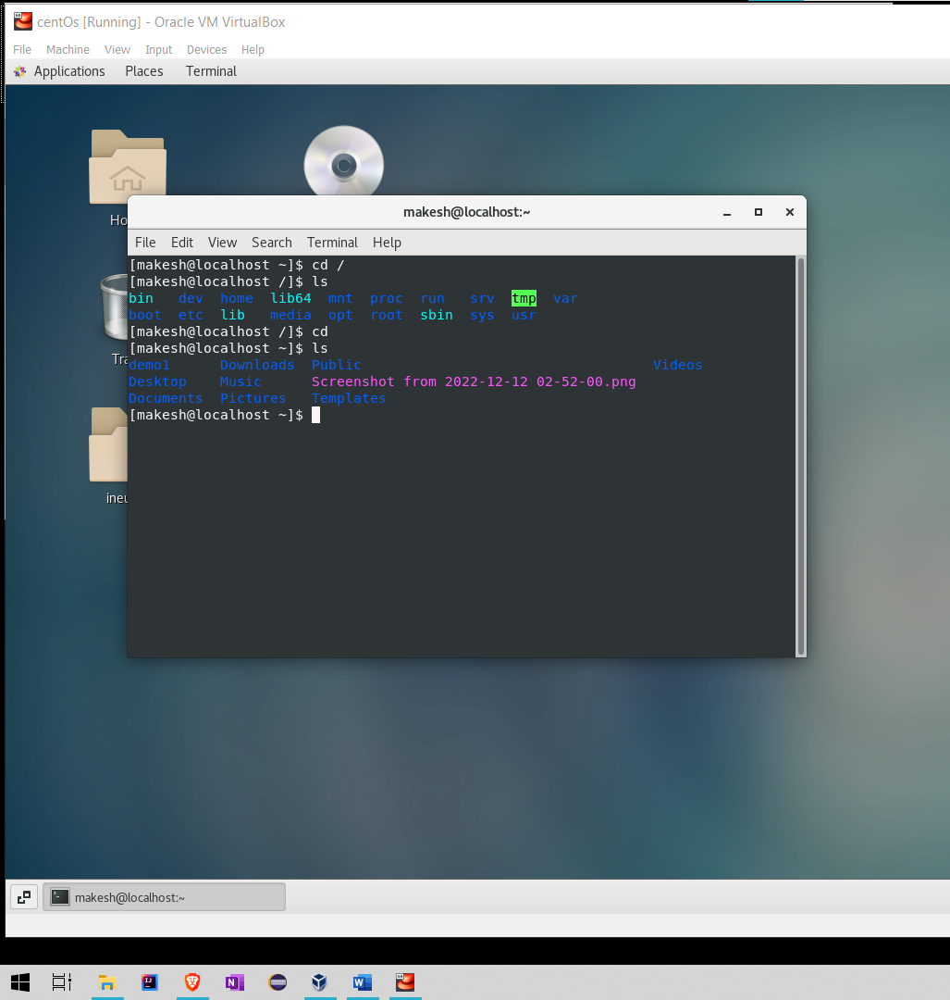 centOs [Running] - Oracle VM VirtualBox
File Machine View Input Devices Help
Applications Places Terminal
makesh@localhost:~
File Edit View Search Terminal Help
[makesh@localhost ~]$ cd /
[makesh@localhost /]$ ls
bin dev home lib64 mnt proc run srv tmp var
boot etc lib media opt root sbin sys usr
[makesh@localhost /]$ cd
[makesh@localhost ~]$ ls
demo1 Downloads Public Videos
Desktop Music Screenshot from 2022-12-12 02-52-00.png
Documents Pictures Templates
[makesh@localhost ~]$
makesh@localhost:~